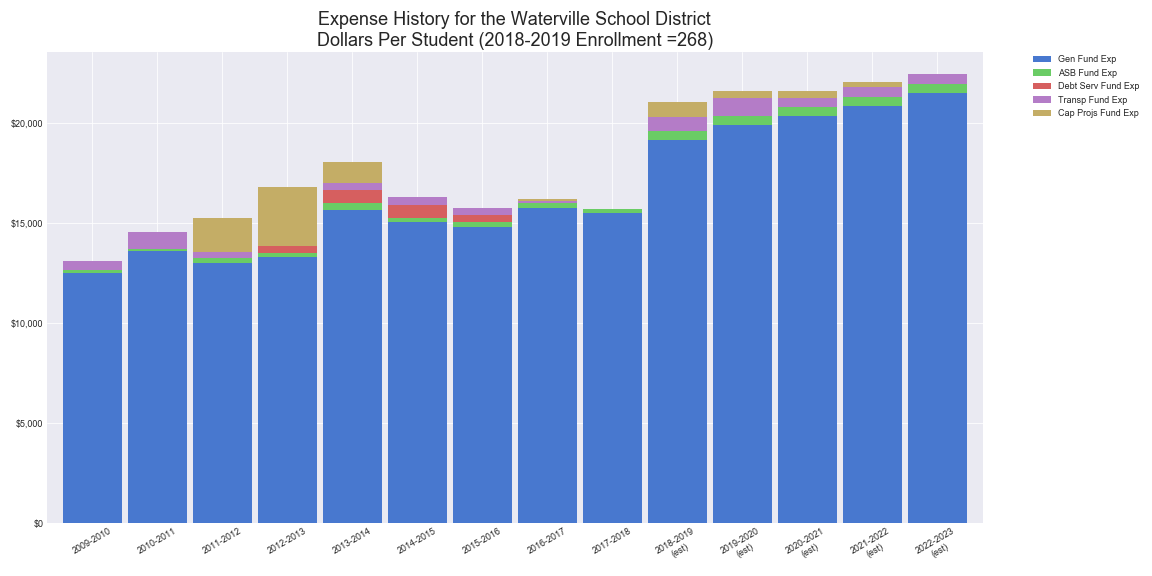 Expense History for the Waterville School District
Dollars Per Student (2018-2019 Enrollment =268)
Gen Fund Exp
ASB Fund Exp
Debt Serv Fund Exp
Transp Fund Exp
Cap Projs Fund Exp
$20,000
$15,000
$10,000
$5,000
$0
2009-2010
2010-2011
2011-2012
2012-2013
2013-2014
2014-2015
2015-2016
2016-2017
2017-2018
2018-2019
(est)
2019-2020
(est)
2020-2021
(est)
2021-2022
(est)
2022-2023
(est)